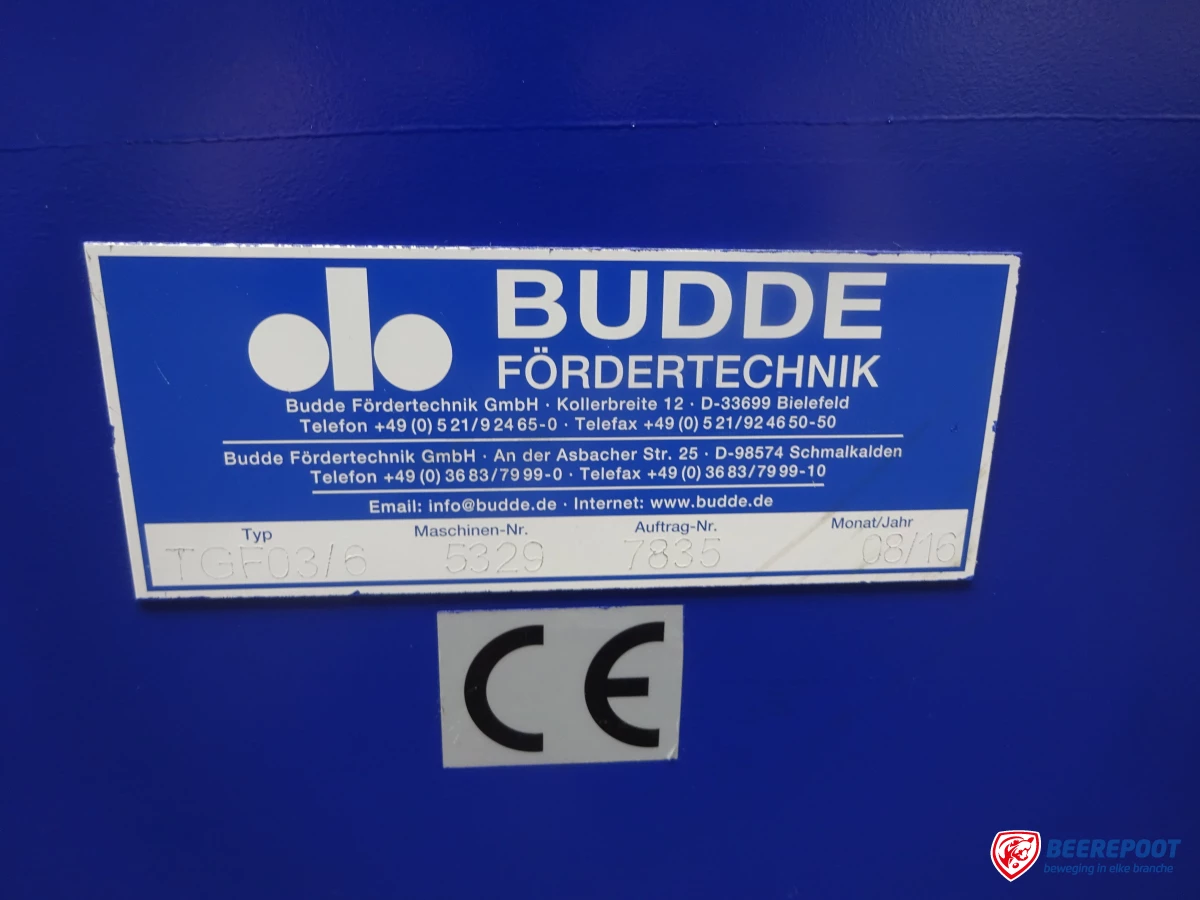 BUDDE
FÖRDERTECHNIK
Budde Fördertechnik GmbH · Kollerbreite 12 · D-33699 Bielefeld
Telefon +49 (0) 5 21/9 24 65-0 · Telefax +49 (0) 5 21/92 46 50-50
Budde Fördertechnik GmbH · An der Asbacher Str. 25 · D-98574 Schmalkalden
Telefon +49 (0) 36 83/79 99-0 · Telefax +49 (0) 36 83/79 99-10
Email: info@budde.de · Internet: www.budde.de
Typ Maschinen-Nr. Auftrag-Nr. Monat/Jahr
TGF03/6 5329 7835 08/16
CE
BEEREPOOT
beweging in elke branche